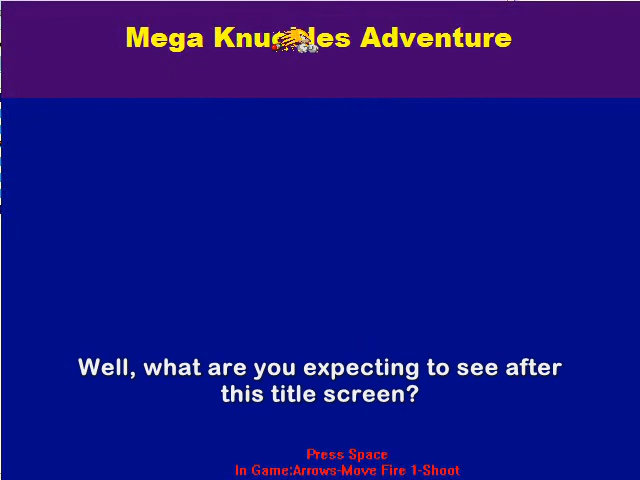 Mega Knuckles Adventure
Well, what are you expecting to see after
this title screen?
Press Space
In Game:Arrows-Move Fire 1-Shoot